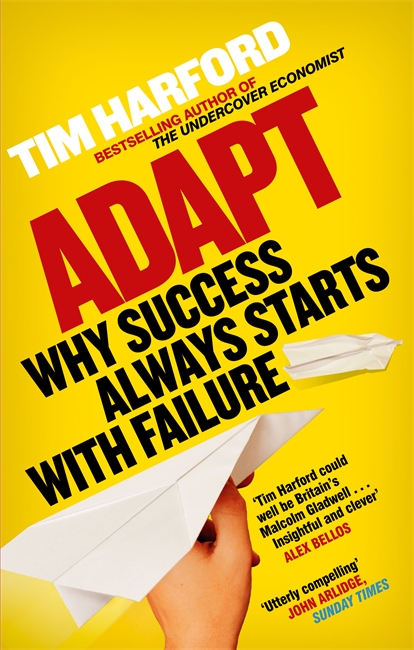 TIM HARFORD
BESTSELLING AUTHOR OF
THE UNDERCOVER ECONOMIST
ADAPT
WHY SUCCESS
ALWAYS STARTS
WITH FAILURE
'Tim Harford could
well be Britain's
Malcolm Gladwell . . .
Insightful and clever'
ALEX BELLOS
'Utterly compelling'
JOHN ARLIDGE,
SUNDAY TIMES